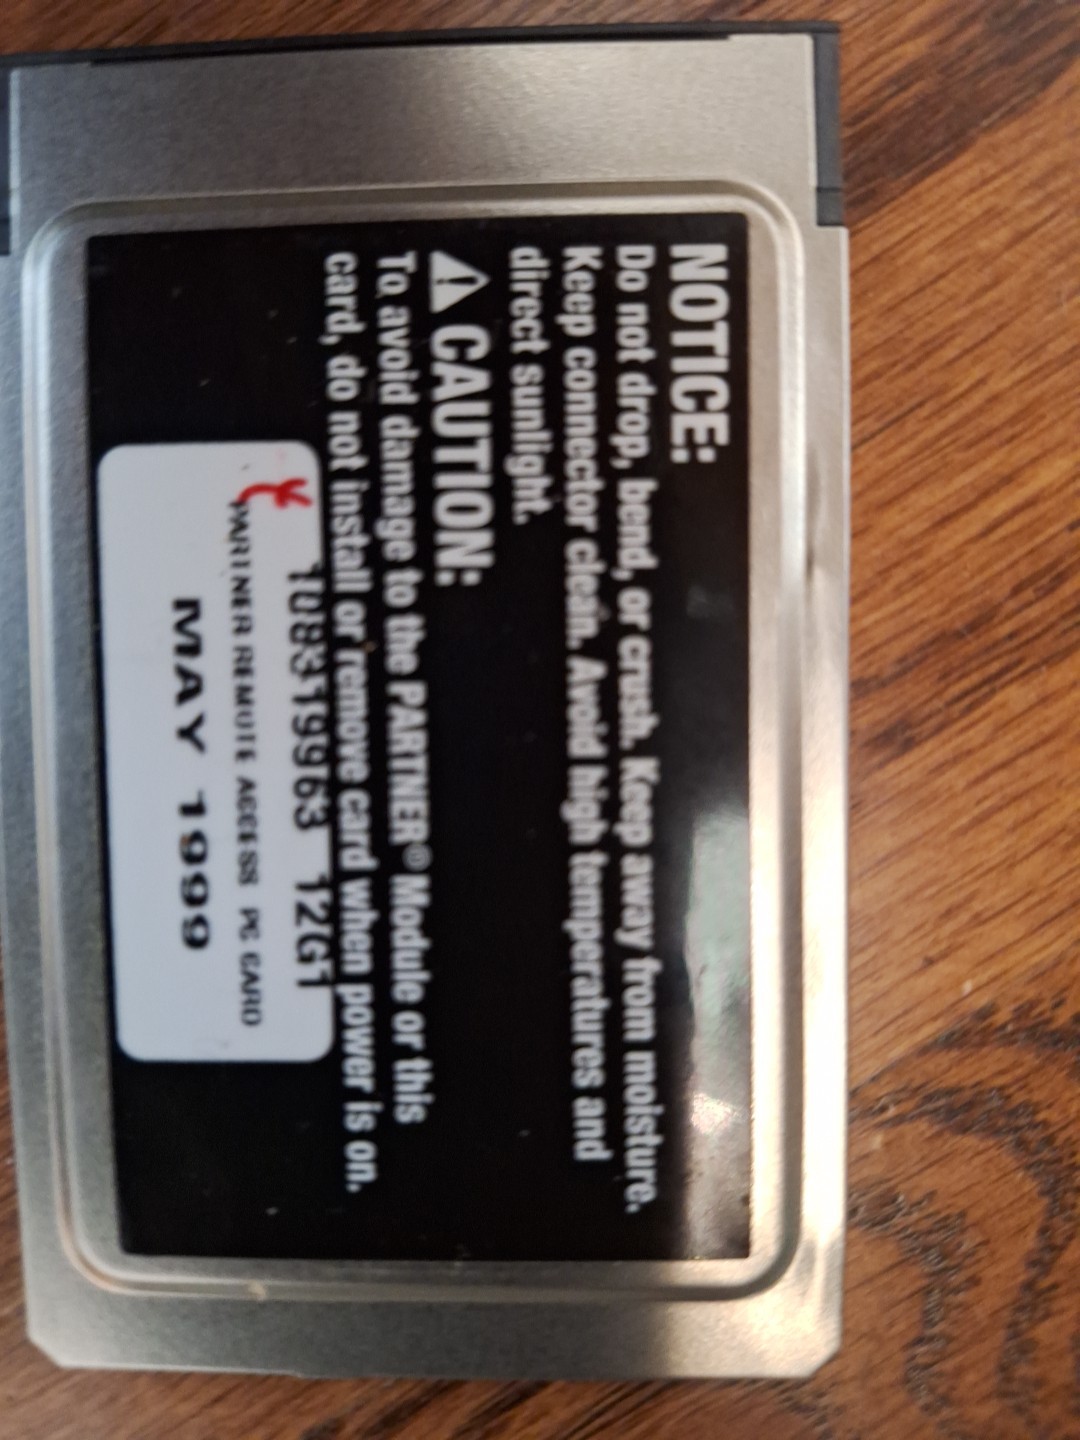 NOTICE:
Do not drop, bend, or crush. Keep away from moisture.
Keep connector clean. Avoid high temperatures and
direct sunlight.
CAUTION:
To avoid damage to the PARTNER® Module or this
card, do not install or remove card when power is on.
108319963 12G1
PARTNER REMOTE ACCESS PC CARD
MAY 1999